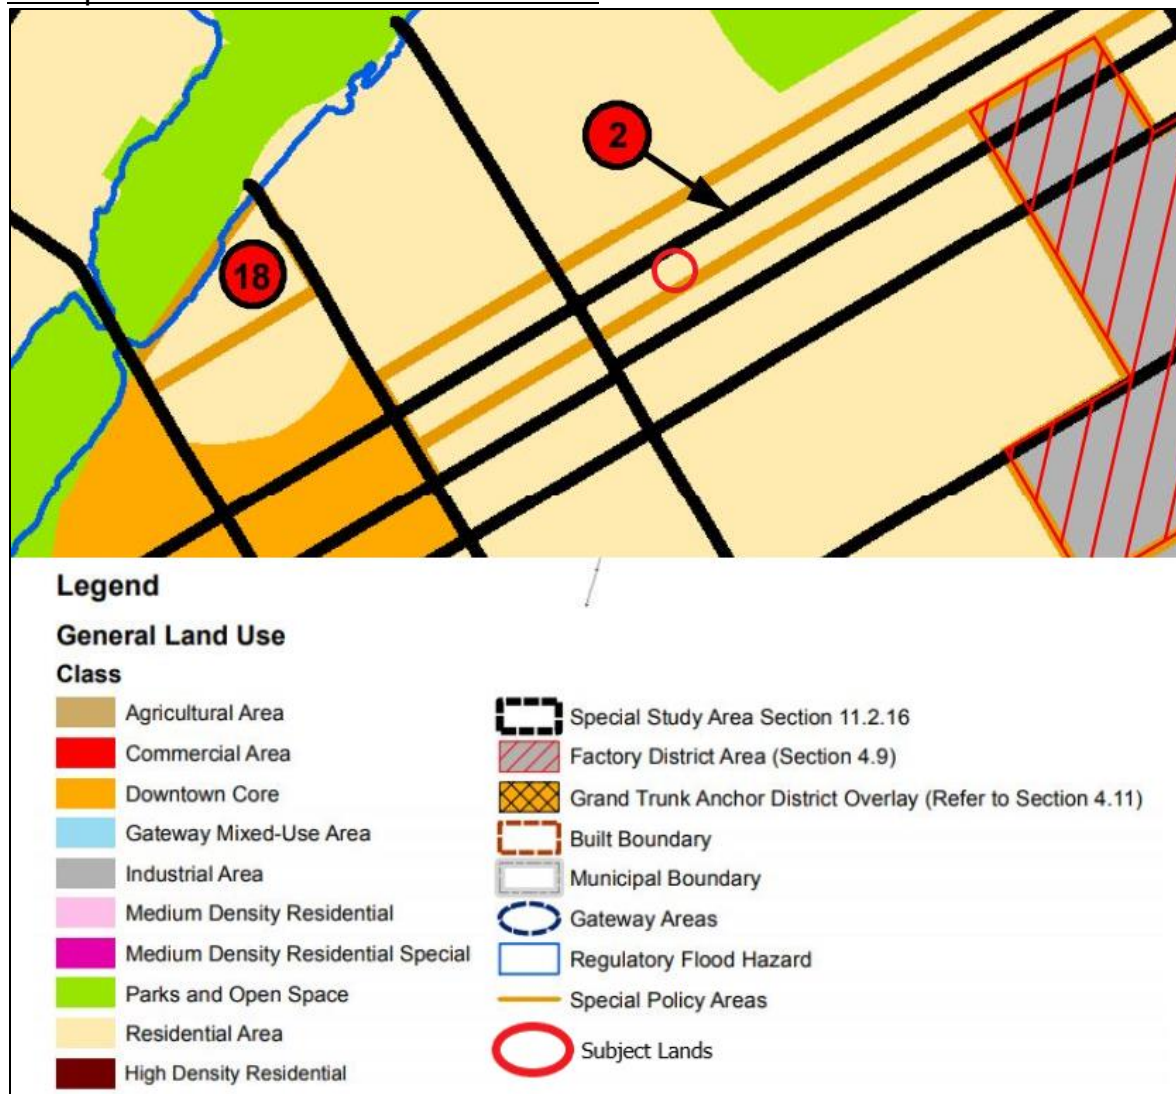 2
18
Legend
General Land Use
Class
Agricultural Area
Commercial Area
Downtown Core
Gateway Mixed-Use Area
Industrial Area
Medium Density Residential
Medium Density Residential Special
Parks and Open Space
Residential Area
High Density Residential
Special Study Area Section 11.2.16
Factory District Area (Section 4.9)
Grand Trunk Anchor District Overlay (Refer to Section 4.11)
Built Boundary
Municipal Boundary
Gateway Areas
Regulatory Flood Hazard
Special Policy Areas
Subject Lands